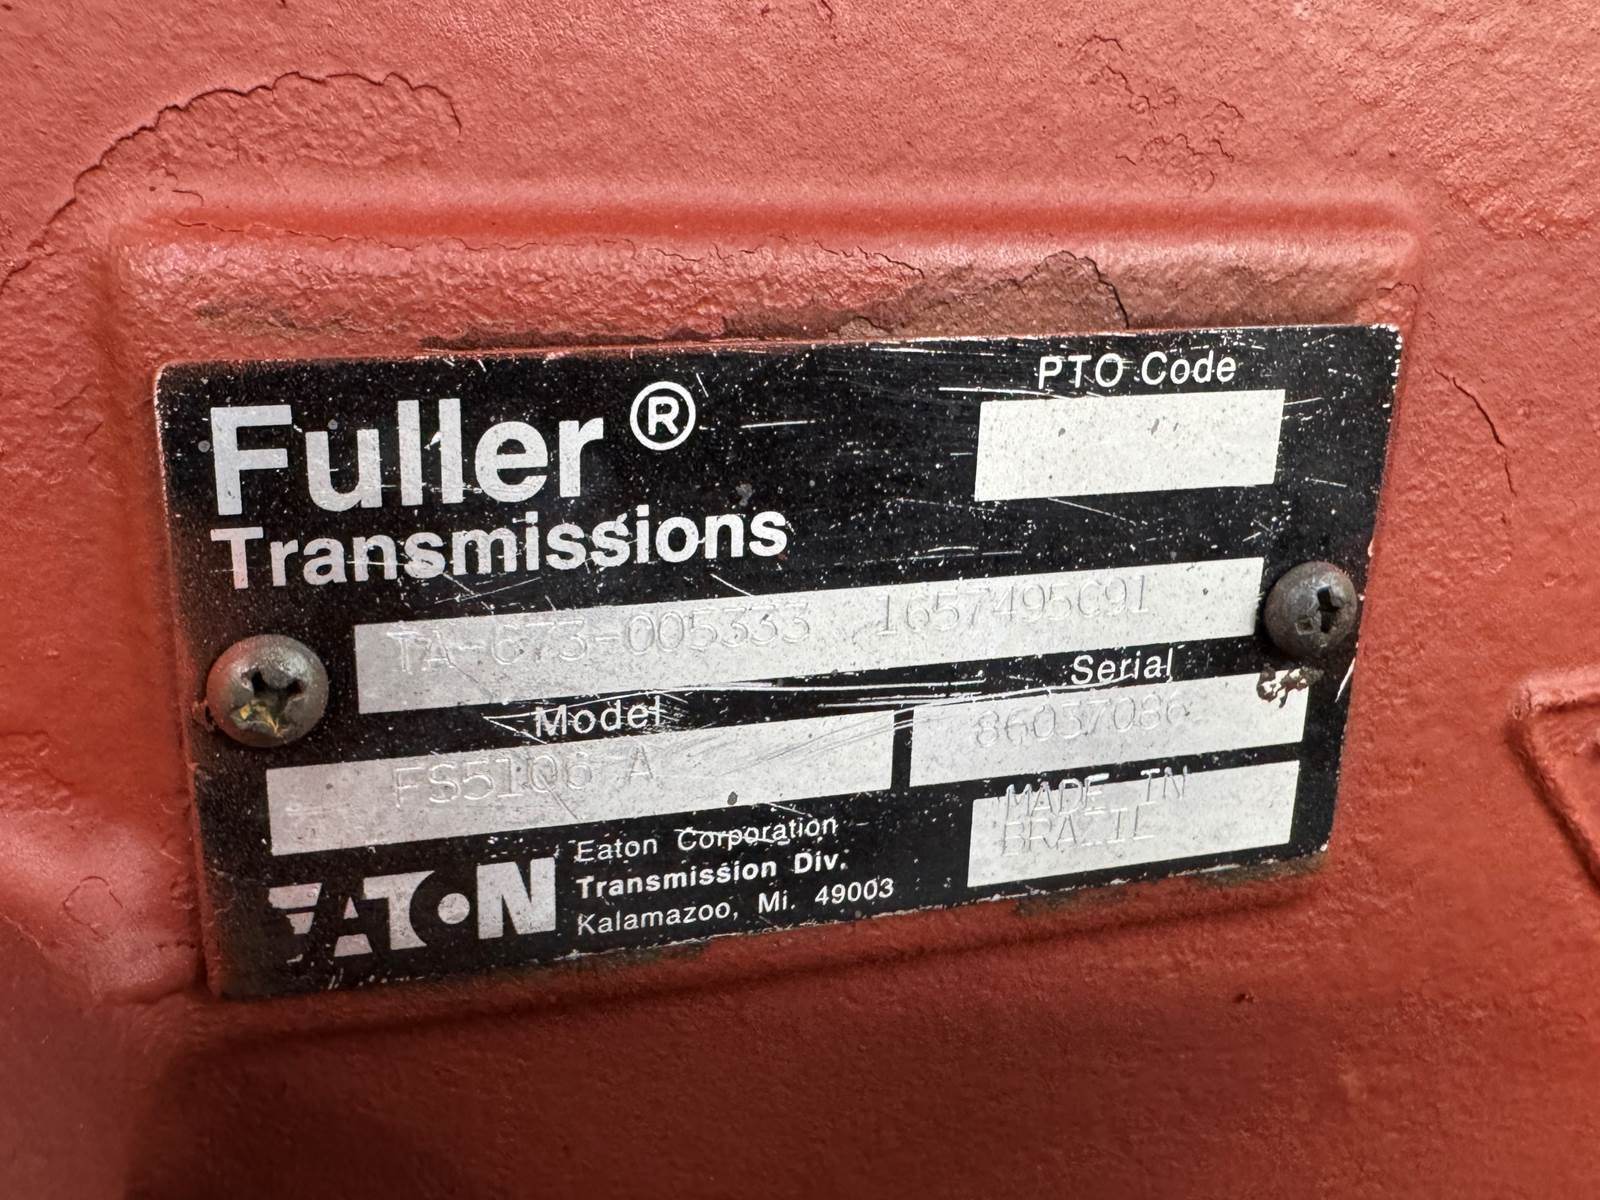 PTO Code
Fuller ®
Transmissions
TA-673-005333 1657495C91
Model
Serial
FS5106 A
86037086
MADE IN
BRAZIL
EATON
Eaton Corporation
Transmission Div.
Kalamazoo, Mi. 49003